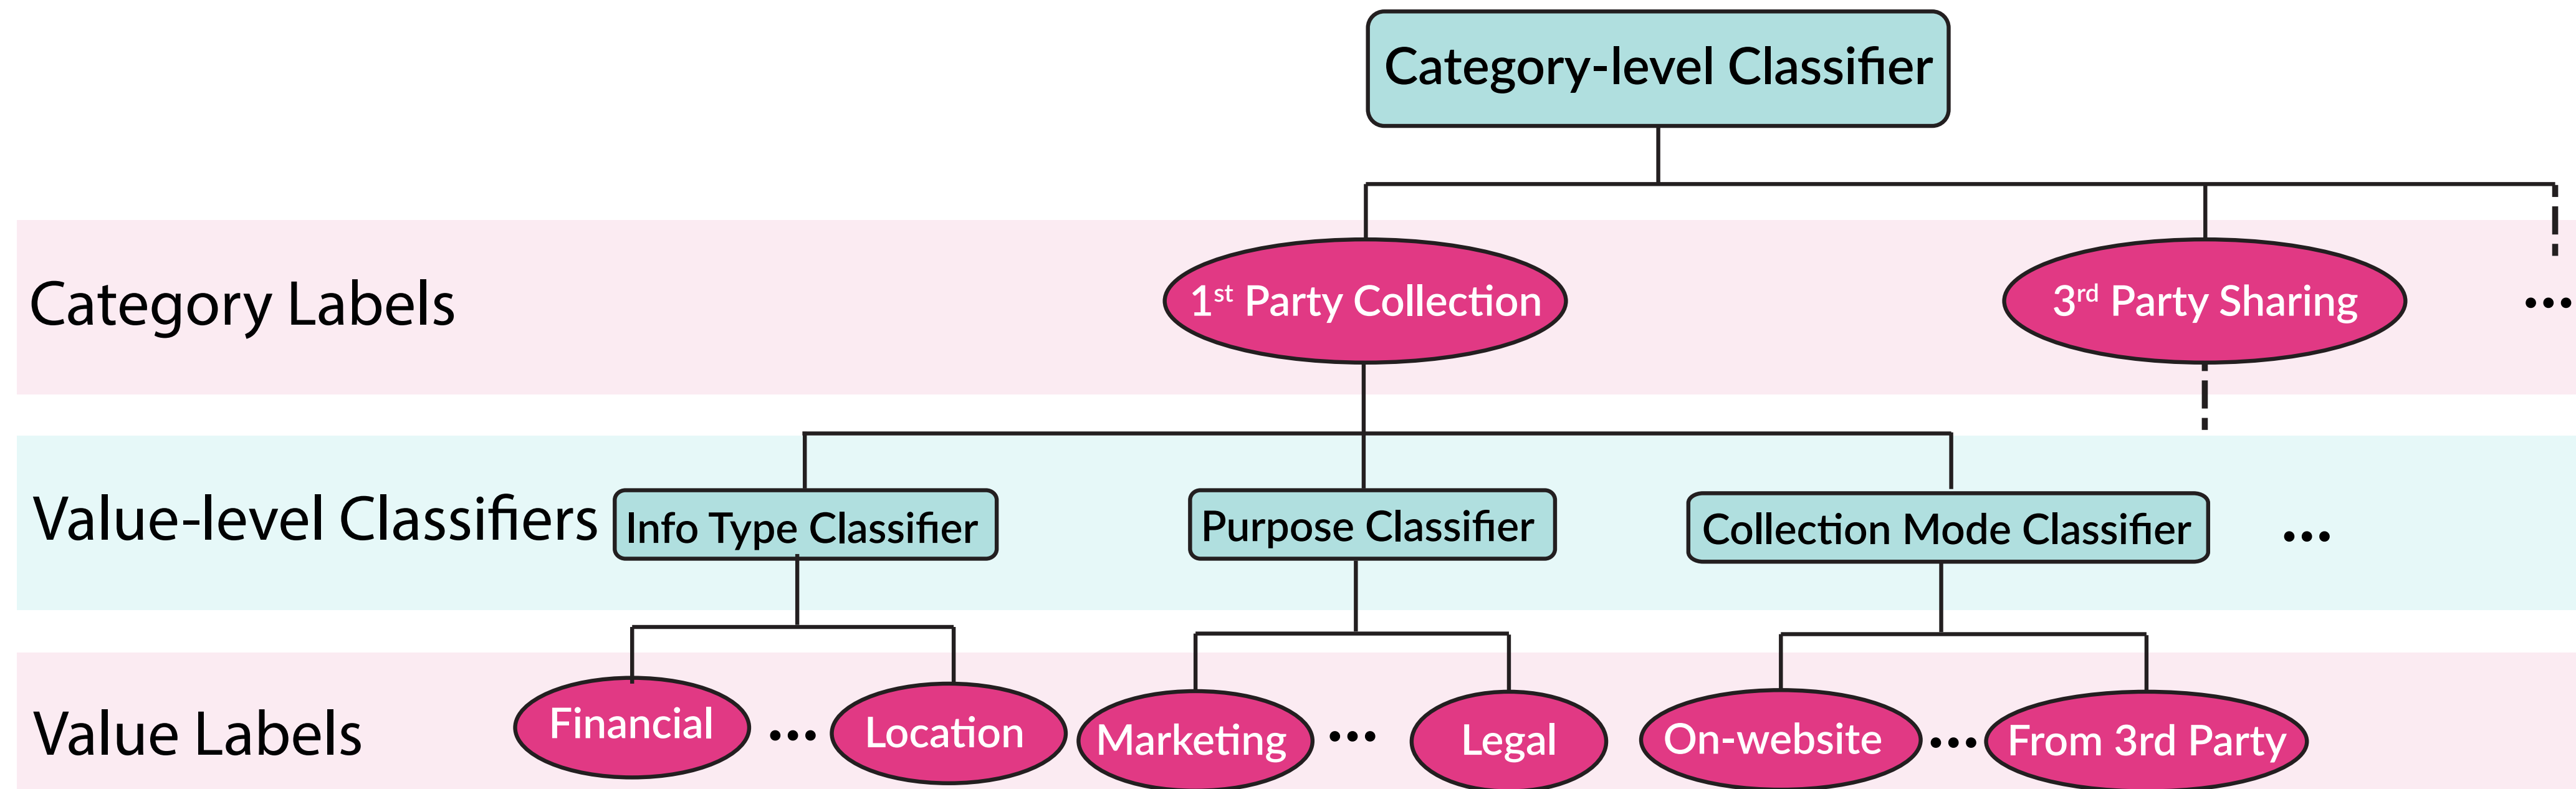 Category-level Classifier
Category Labels
1st Party Collection
3rd Party Sharing
...
Value-level Classifiers
Info Type Classifier
Purpose Classifier
Collection Mode Classifier
...
Value Labels
Financial
...
Location
Marketing
...
Legal
On-website
...
From 3rd Party